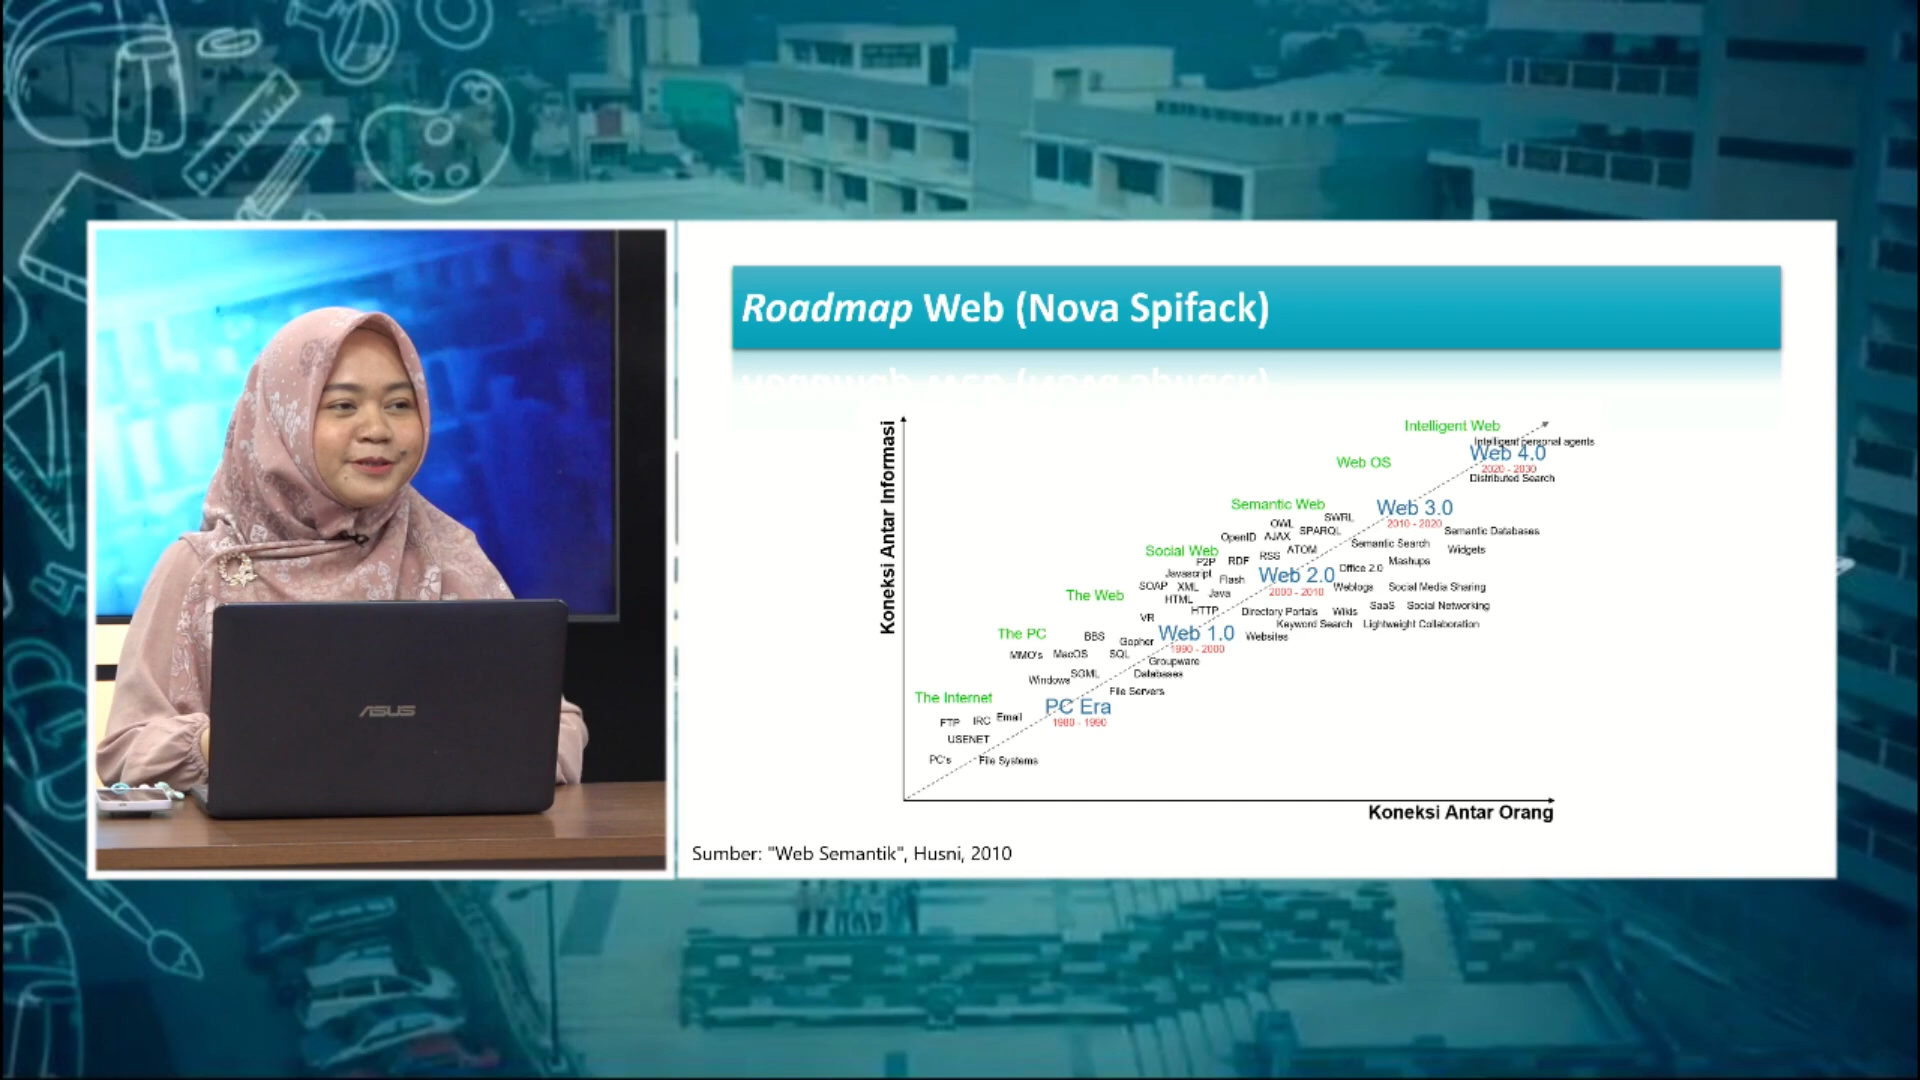 Roadmap Web (Nova Spifack)
Koneksi Antar Informasi
Intelligent Web
Intelligent personal agents
Web OS
Web 4.0
2020 - 2030
Distributed Search
Semantic Web
Web 3.0
2010 - 2020
OWL
SWRL
SPARQL
Semantic Databases
OpenID
AJAX
Semantic Search
Widgets
Social Web
ATOM
RSS
P2P
RDF
Mashups
Office 2.0
Javascript
Flash
Web 2.0
2000 - 2010
Weblogs
Social Media Sharing
SOAP
XML
Java
The Web
HTML
HTTP
Directory Portals
Wikis
SaaS
Social Networking
VR
Keyword Search
Lightweight Collaboration
The PC
BBS
Gopher
Web 1.0
1990 - 2000
Websites
MMO's
MacOS
SQL
Groupware
SGML
Databases
Windows
File Servers
The Internet
PC Era
1980 - 1990
FTP
IRC
Email
USENET
PC's
File Systems
Koneksi Antar Orang
Sumber: "Web Semantik", Husni, 2010
ASUS